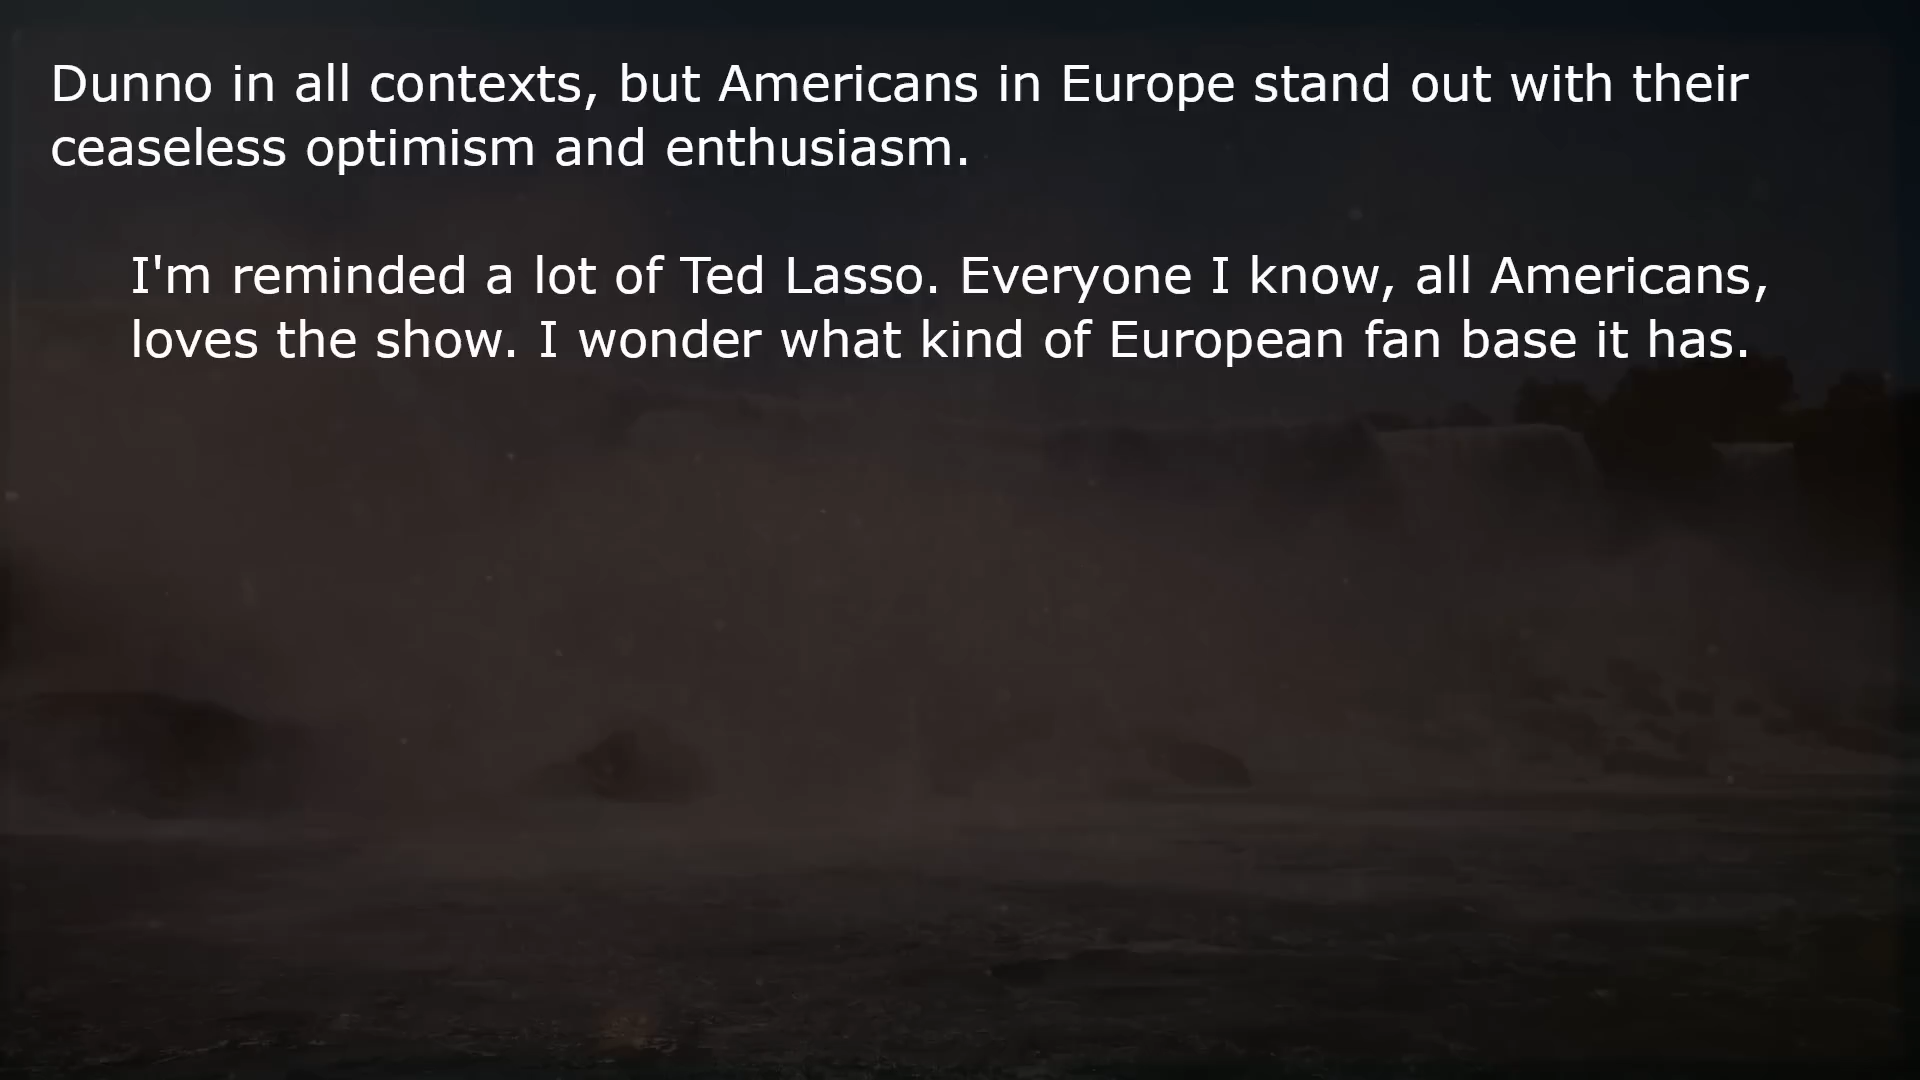 Dunno in all contexts, but Americans in Europe stand out with their
ceaseless optimism and enthusiasm.
I'm reminded a lot of Ted Lasso. Everyone I know, all Americans,
loves the show. I wonder what kind of European fan base it has.